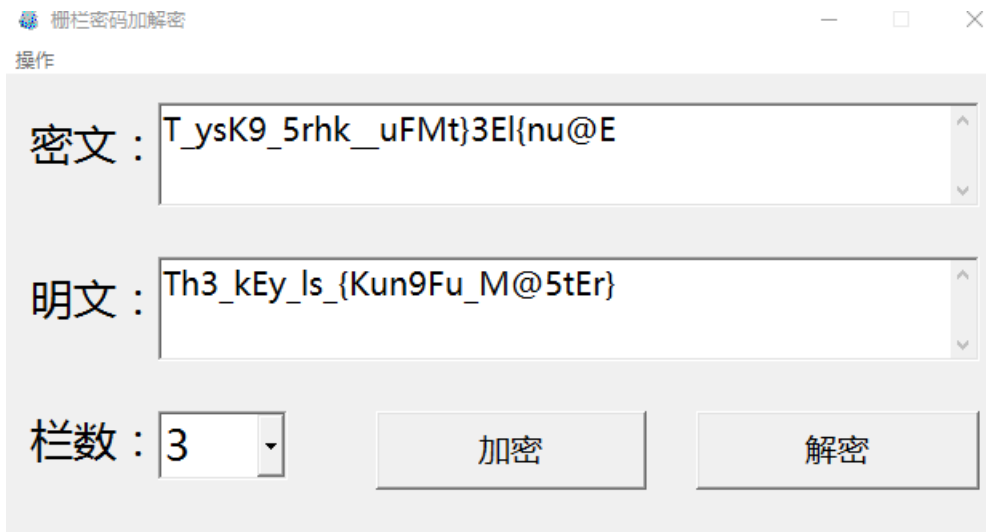 栅栏密码加解密
操作
密文：
T_ysK9_5rhk__uFMt}3El{nu@E
明文：
Th3_kEy_ls_{Kun9Fu_M@5tEr}
栏数：
3
加密
解密